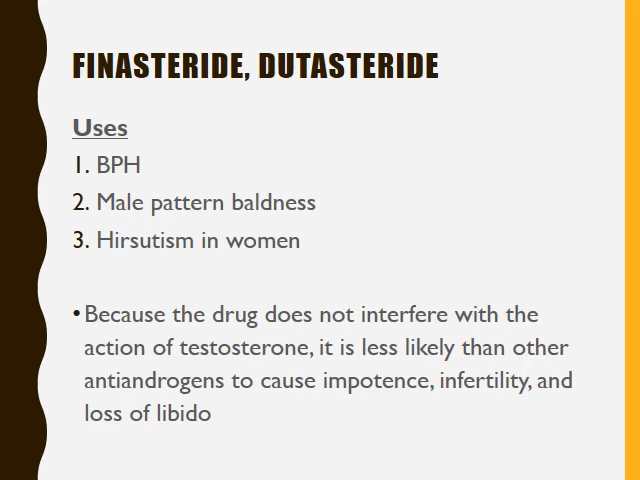 FINASTERIDE, DUTASTERIDE
Uses
1. BPH
2. Male pattern baldness
3. Hirsutism in women
• Because the drug does not interfere with the
action of testosterone, it is less likely than other
antiandrogens to cause impotence, infertility, and
loss of libido